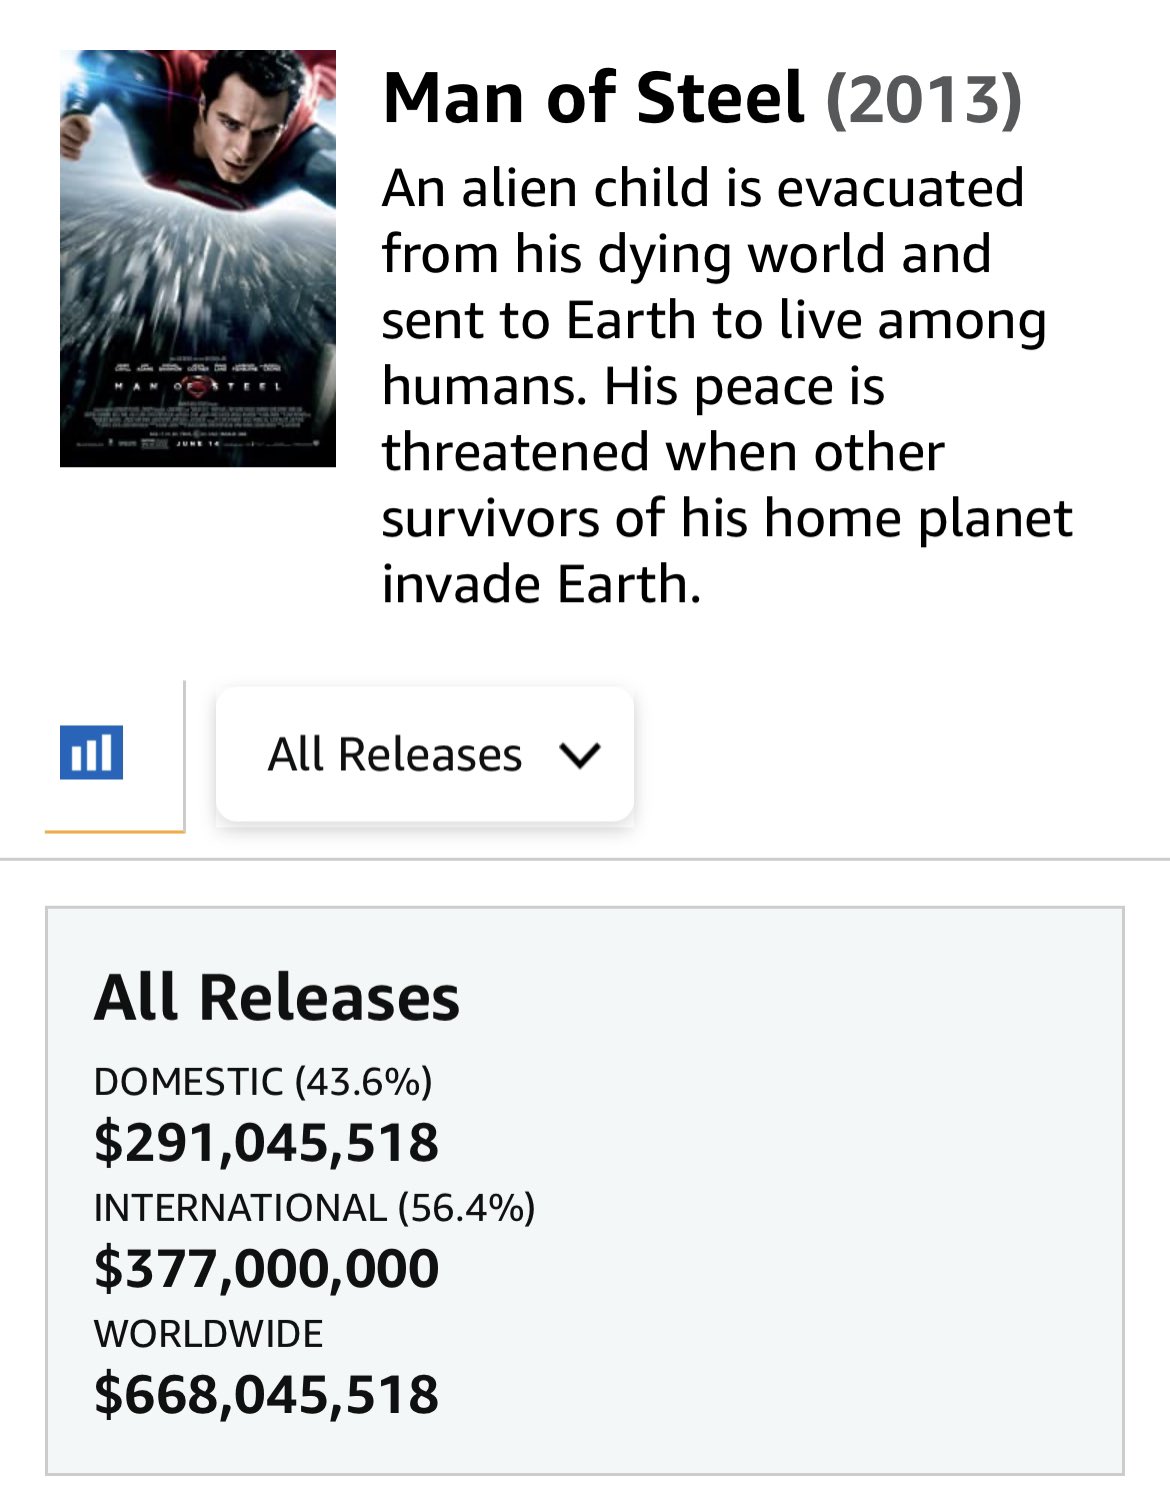 MAN OF STEEL
JUNE 14
Man of Steel (2013)
An alien child is evacuated
from his dying world and
sent to Earth to live among
humans. His peace is
threatened when other
survivors of his home planet
invade Earth.
All Releases
All Releases
DOMESTIC (43.6%)
$291,045,518
INTERNATIONAL (56.4%)
$377,000,000
WORLDWIDE
$668,045,518